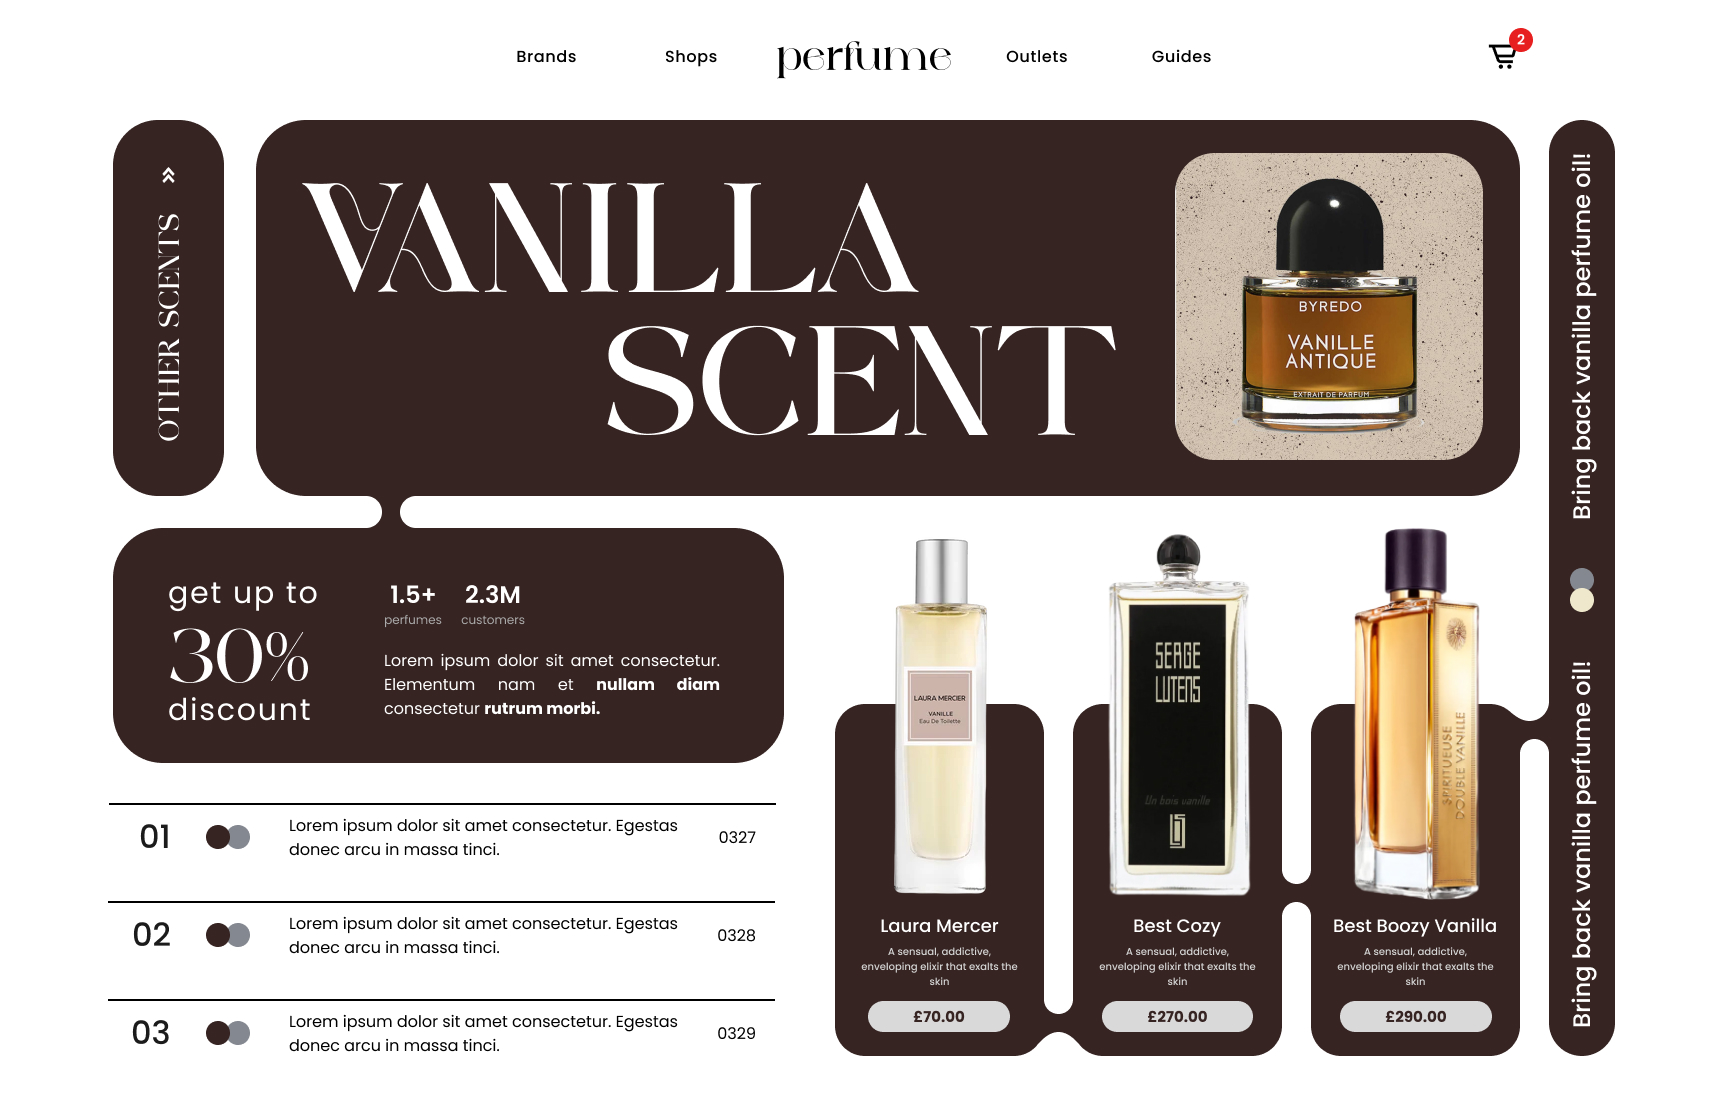 Brands
Shops
perfume
Outlets
Guides
2
OTHER SCENTS
VANILLA
SCENT
BYREDO
VANILLE
ANTIQUE
EXTRAIT DE PARFUM
Bring back vanilla perfume oil!
Bring back vanilla perfume oil!
get up to
30%
discount
1.5+
perfumes
2.3M
customers
Lorem ipsum dolor sit amet consectetur.
Elementum nam et nullam diam
consectetur rutrum morbi.
01
Lorem ipsum dolor sit amet consectetur. Egestas
donec arcu in massa tinci.
0327
02
Lorem ipsum dolor sit amet consectetur. Egestas
donec arcu in massa tinci.
0328
03
Lorem ipsum dolor sit amet consectetur. Egestas
donec arcu in massa tinci.
0329
LAURA MERCIER
VANILLE
Eau De Toilette
Laura Mercer
A sensual, addictive,
enveloping elixir that exalts the
skin
£70.00
SERGE
LUTENS
Un bois vanille
Best Cozy
A sensual, addictive,
enveloping elixir that exalts the
skin
£270.00
SPIRITUEUSE
DOUBLE VANILLE
Best Boozy Vanilla
A sensual, addictive,
enveloping elixir that exalts the
skin
£290.00